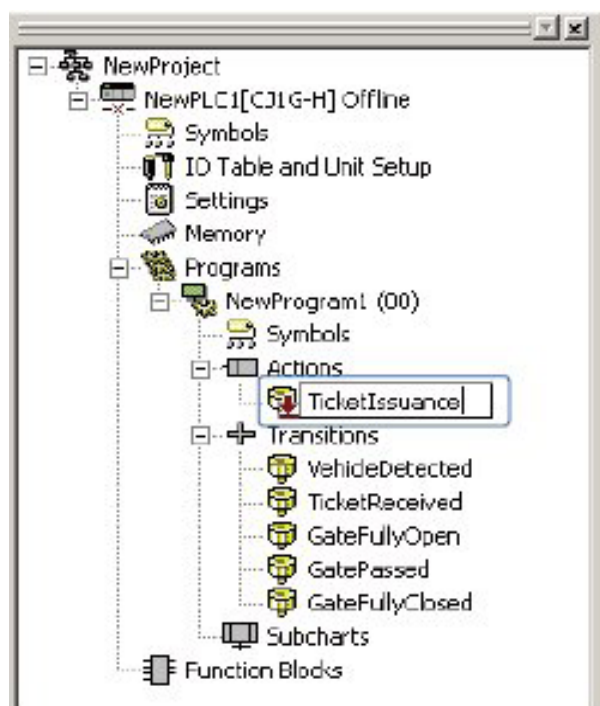 NewProject
NewPLC1[CJ1G-H] Offline
Symbols
ID Table and Unit Setup
Settings
Memory
Programs
NewProgram1 (00)
Symbols
Actions
TicketIssuance
Transitions
VehicleDetected
TicketReceived
GateFullyOpen
GatePassed
GateFullyClosed
Subcharts
Function Blocks